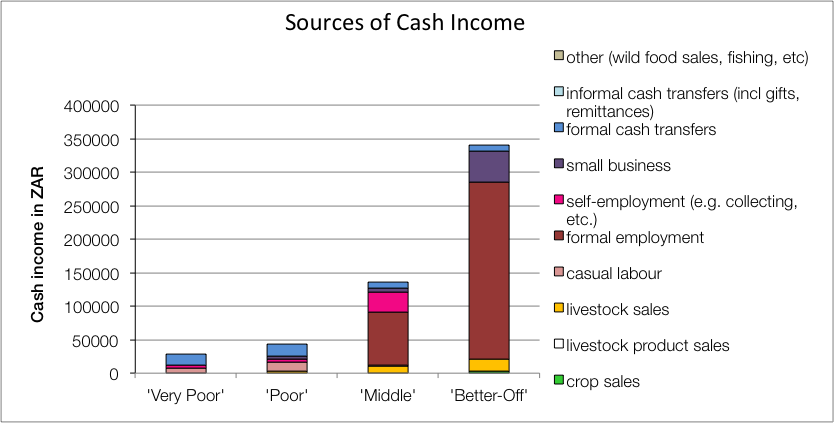 Sources of Cash Income
Cash income in ZAR
400000
350000
300000
250000
200000
150000
100000
50000
0
'Very Poor'
'Poor'
'Middle'
'Better-Off'
other (wild food sales, fishing, etc)
informal cash transfers (incl gifts,
remittances)
formal cash transfers
small business
self-employment (e.g. collecting,
etc.)
formal employment
casual labour
livestock sales
livestock product sales
crop sales